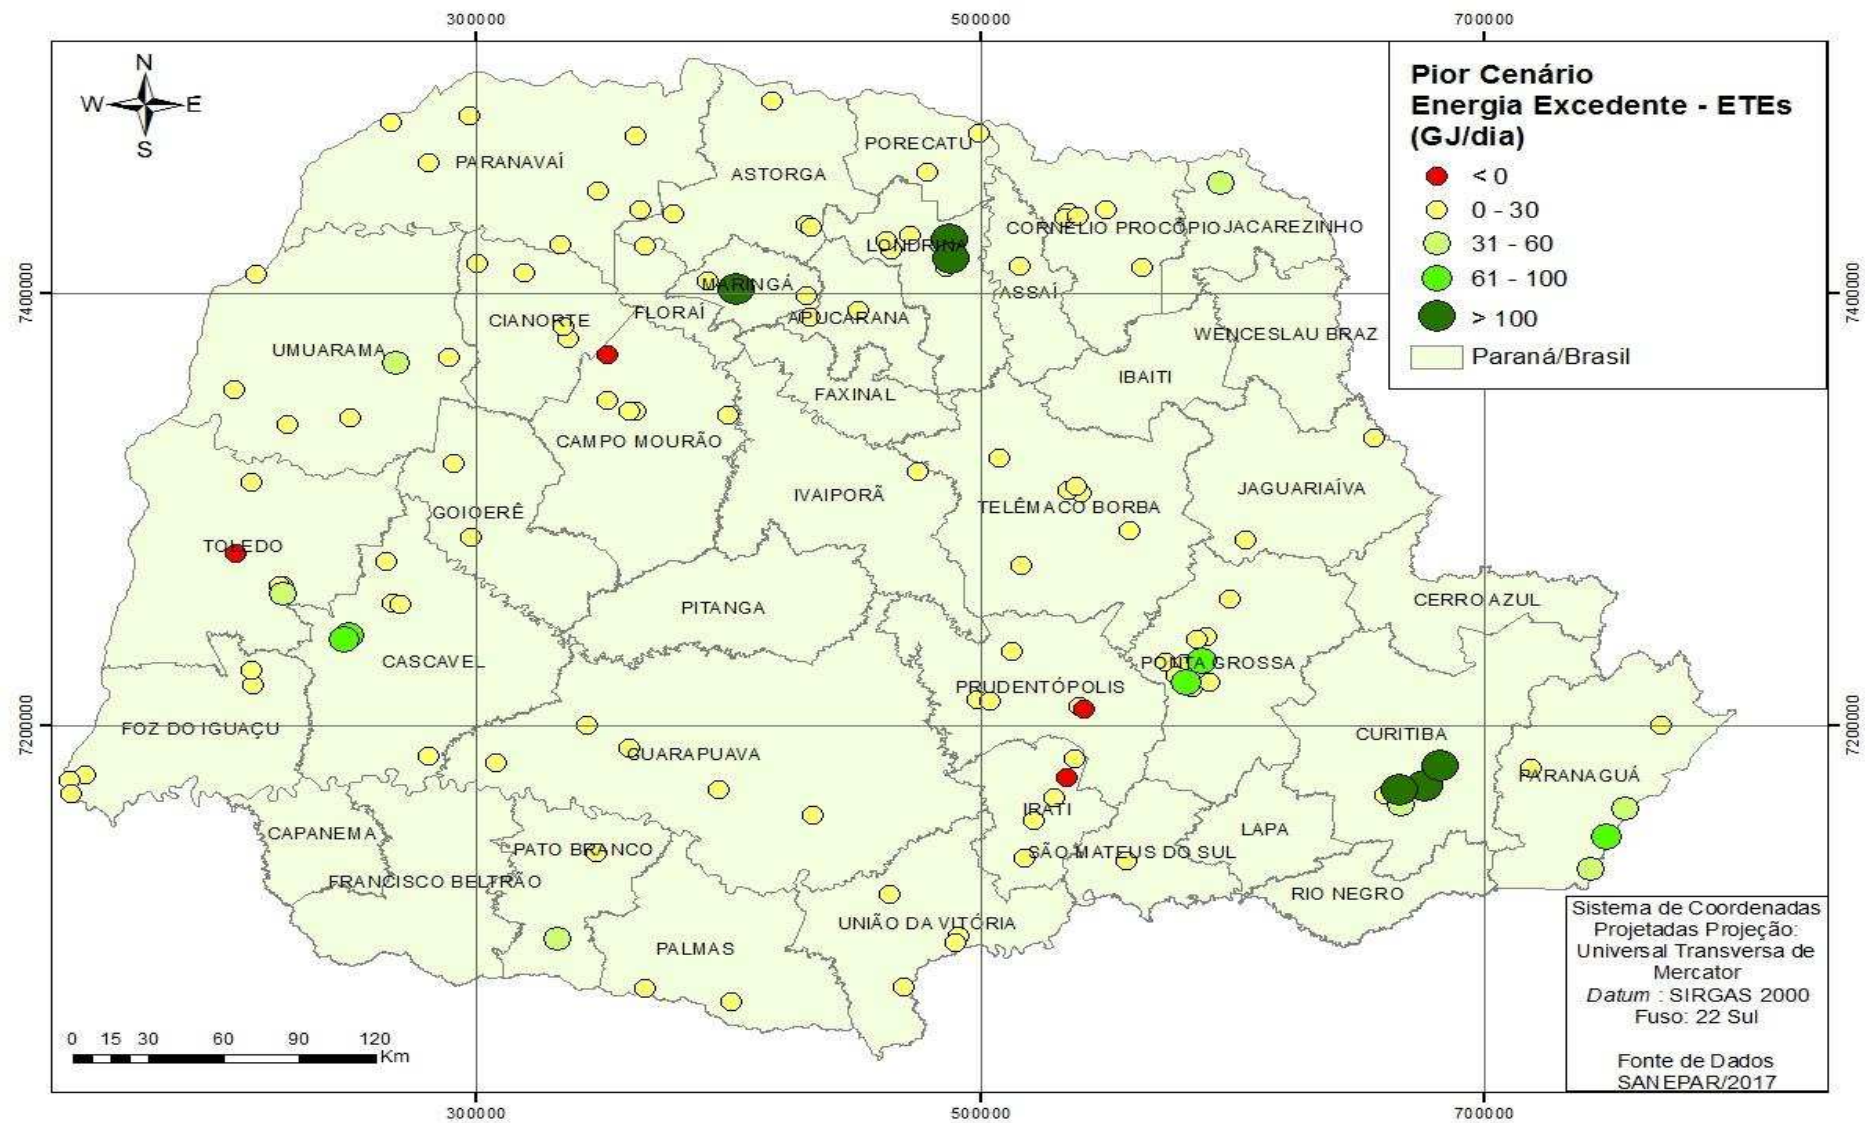 300000 500000 700000
N
W E
S
Pior Cenário
Energia Excedente - ETEs
(GJ/dia)
< 0
0 - 30
31 - 60
61 - 100
> 100
Paraná/Brasil
7400000
7400000
7200000
7200000
PORECATU
PARANAVAÍ
ASTORGA
CORNÉLIO PROCÓPIO
JACAREZINHO
LONDRINA
MARINGÁ
ASSAÍ
FLORAÍ
CIANORTE
APUCARANA
WENCESLAU BRAZ
UMUARAMA
IBAITI
FAXINAL
CAMPO MOURÃO
IVAIPORÃ
JAGUARIAÍVA
TELÊMACO BORBA
GOIOERÊ
TOLEDO
CERRO AZUL
PITANGA
CASCAVEL
PONTA GROSSA
PRUDENTÓPOLIS
FOZ DO IGUAÇU
CURITIBA
GUARAPUAVA
PARANAGUÁ
IRATI
LAPA
CAPANEMA
PATO BRANCO
SÃO MATEUS DO SUL
FRANCISCO BELTRÃO
RIO NEGRO
UNIÃO DA VITÓRIA
PALMAS
Sistema de Coordenadas
Projetadas Projeção:
Universal Transversa de
Mercator
Datum : SIRGAS 2000
Fuso: 22 Sul
Fonte de Dados
SANEPAR/2017
0 15 30 60 90 120
Km
300000 500000 700000